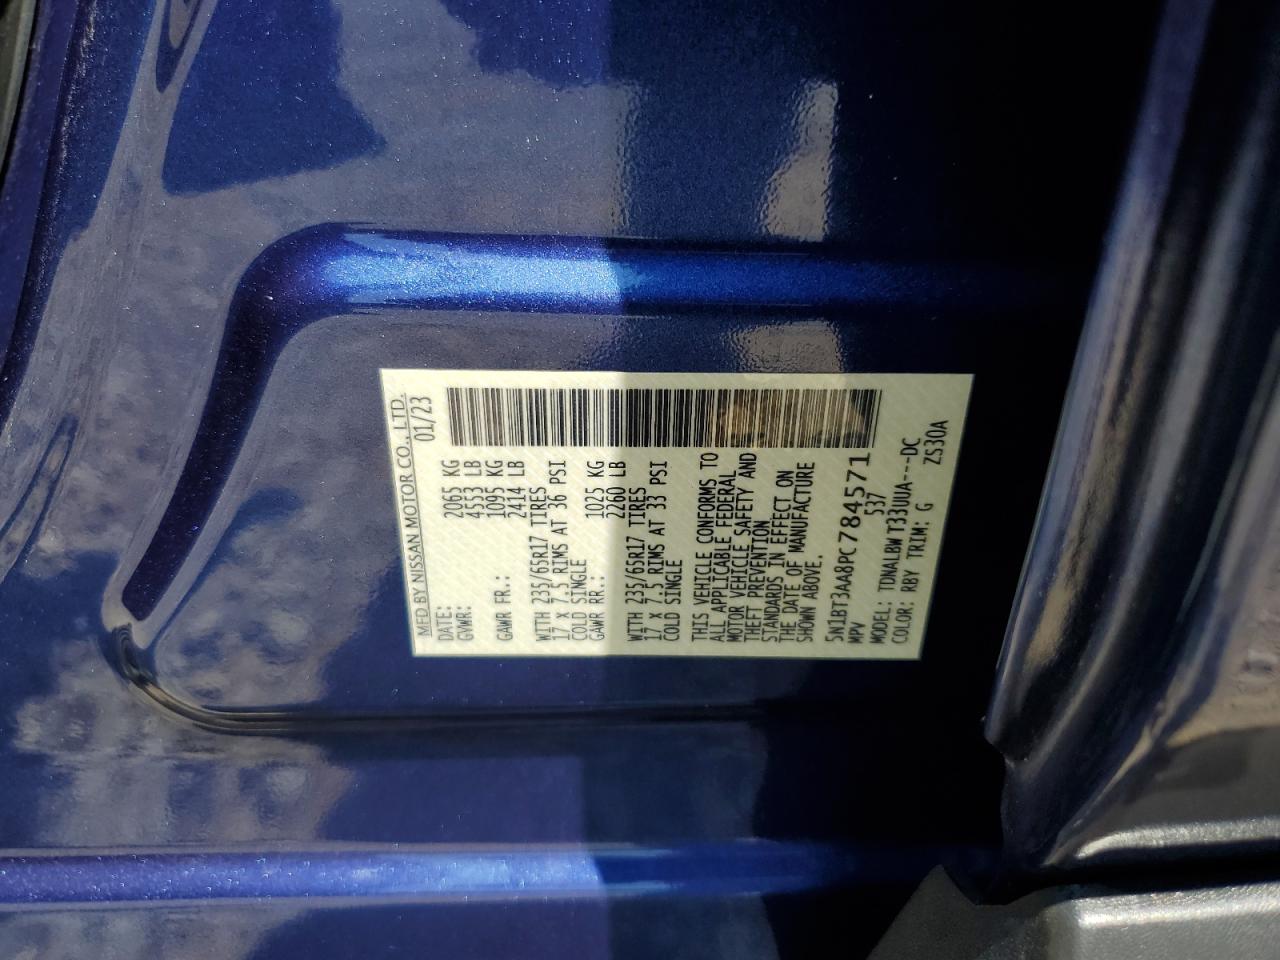 MFD BY NISSAN MOTOR CO., LTD.
DATE: 01/23
GVWR: 2065 KG
4553 LB
GAWR FR.: 1095 KG
2414 LB
WITH 235/65R17 TIRES
17 X 7.5 RIMS AT 36 PSI
COLD SINGLE
GAWR RR.: 1025 KG
2260 LB
WITH 235/65R17 TIRES
17 X 7.5 RIMS AT 33 PSI
COLD SINGLE
THIS VEHICLE CONFORMS TO
ALL APPLICABLE FEDERAL
MOTOR VEHICLE SAFETY AND
THEFT PREVENTION
STANDARDS IN EFFECT ON
THE DATE OF MANUFACTURE
SHOWN ABOVE.
5N1BT3AA8PC784571
MPV 537
MODEL: TDNALBW T33UUA---DC
COLOR: RBY TRIM: G ZS30A